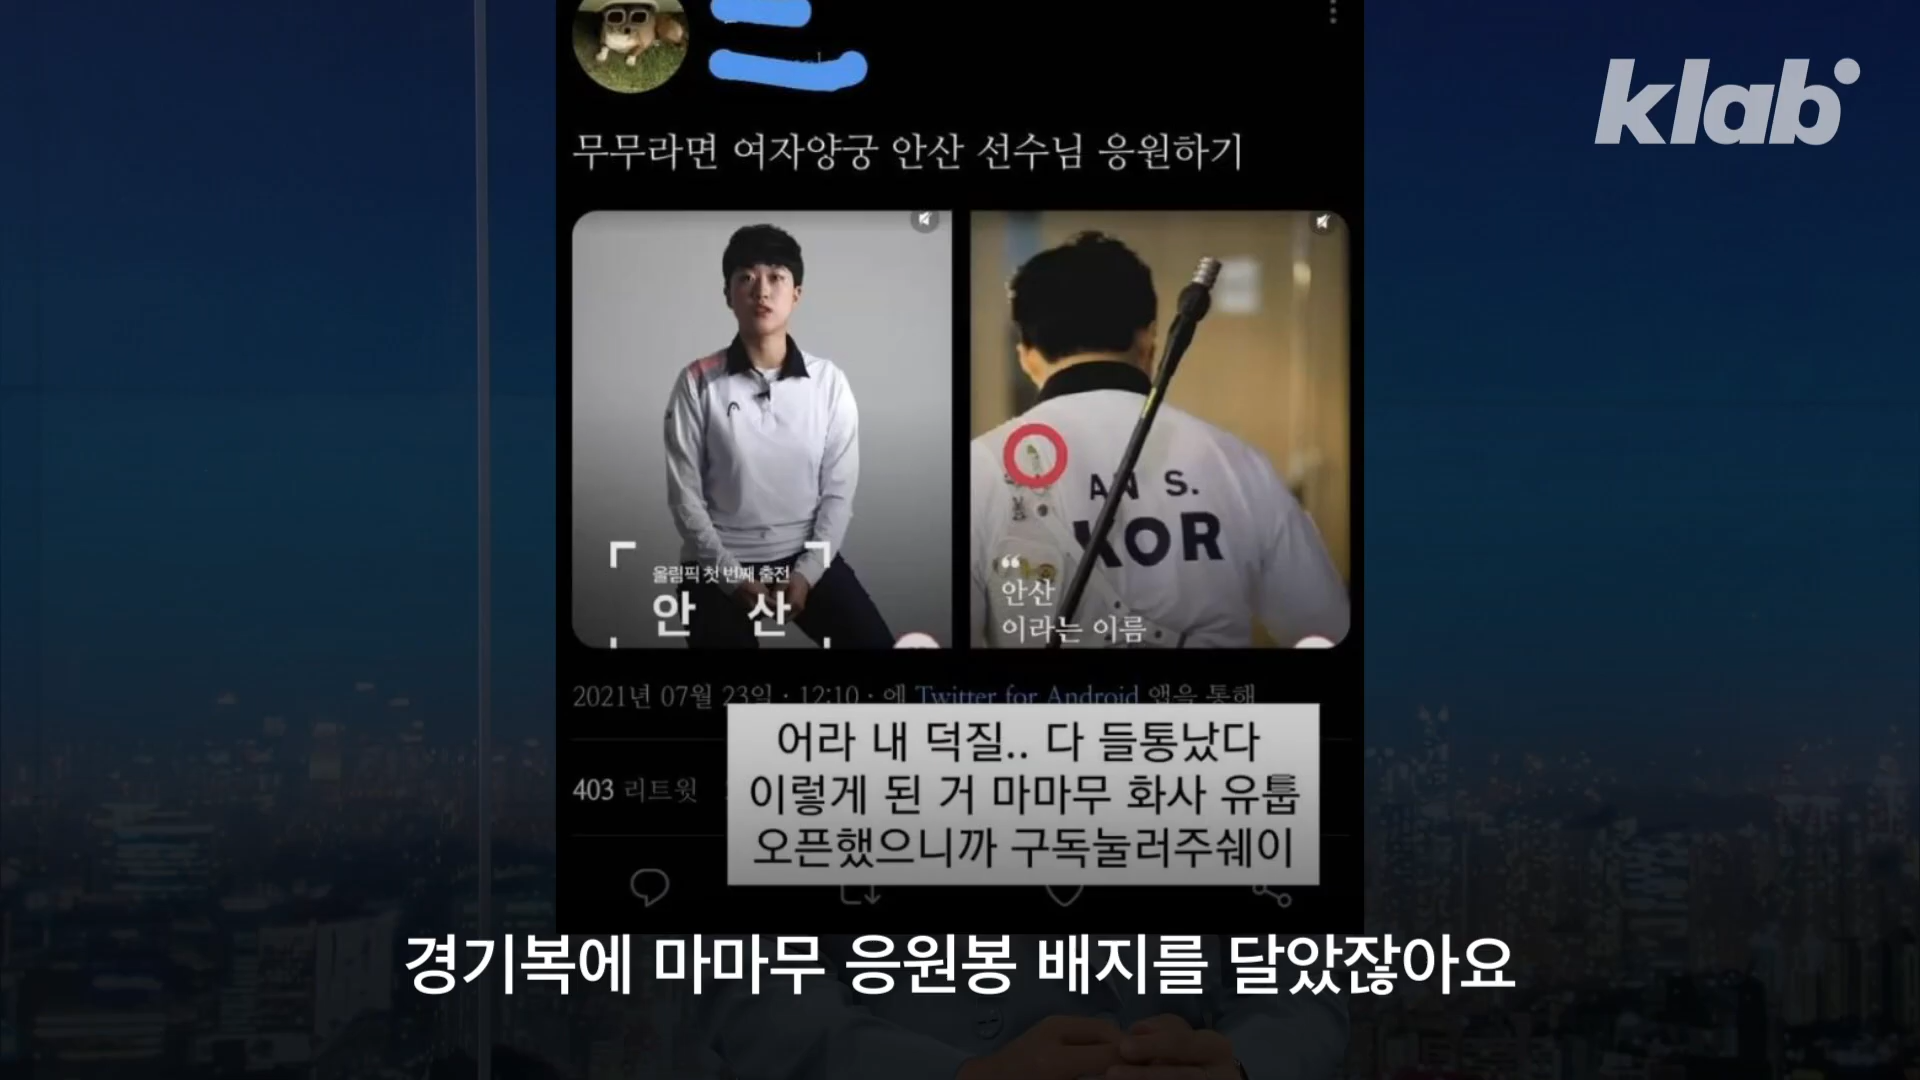 klab
무무라면 여자양궁 안산 선수님 응원하기
올림픽 첫 번째 출전
안 산
AN S.
KOR
“
안산
이라는 이름
2021년 07월 23일 · 12:10 · 에 Twitter for Android 앱을 통해
403 리트윗
어라 내 덕질.. 다 들통났다
이렇게 된 거 마마무 화사 유튭
오픈했으니까 구독눌러주쉐이
경기복에 마마무 응원봉 배지를 달았잖아요